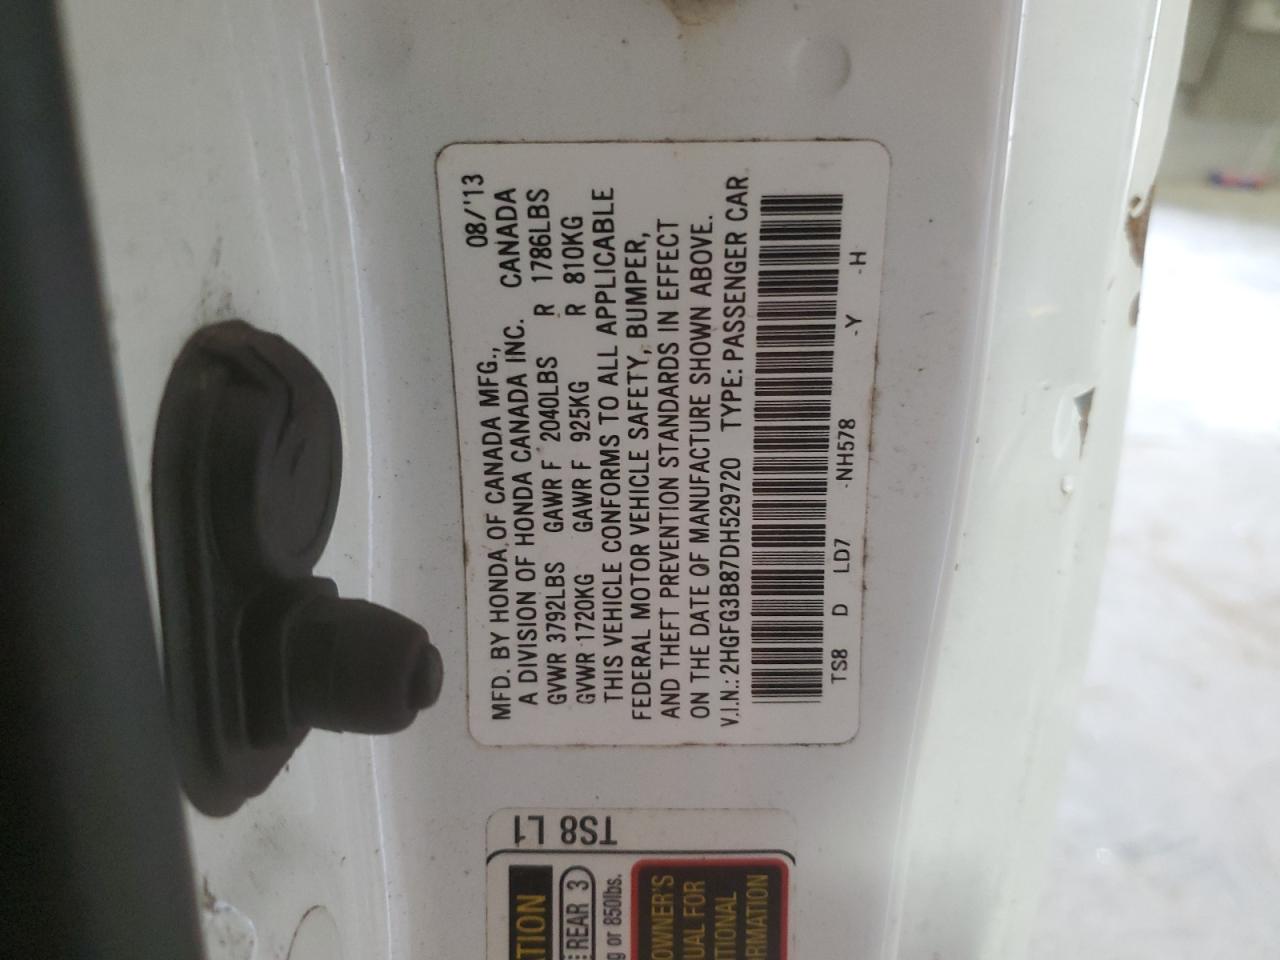 MFD. BY HONDA OF CANADA MFG., 08/'13
A DIVISION OF HONDA CANADA INC. CANADA
GVWR 3792LBS GAWR F 2040LBS R 1786LBS
GVWR 1720KG GAWR F 925KG R 810KG
THIS VEHICLE CONFORMS TO ALL APPLICABLE
FEDERAL MOTOR VEHICLE SAFETY, BUMPER,
AND THEFT PREVENTION STANDARDS IN EFFECT
ON THE DATE OF MANUFACTURE SHOWN ABOVE.
V.I.N.: 2HGFG3B87DH529720 TYPE: PASSENGER CAR
TS8 D LD7 -NH578 -Y -H
TS8 L1
TION
REAR 3
g or 850lbs.
OWNER'S
UAL FOR
TIONAL
RMATION